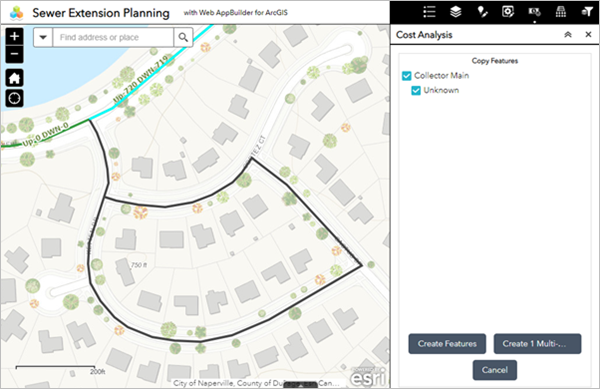 Sewer Extension Planning with Web AppBuilder for ArcGIS
Find address or place
Up:720 DWN-719
Up:0 DWN-0
750 ft
200ft
City of Naperville, County of
esri
Cost Analysis
Copy Features
Collector Main
Unknown
Create Features
Create 1 Multi-...
Cancel